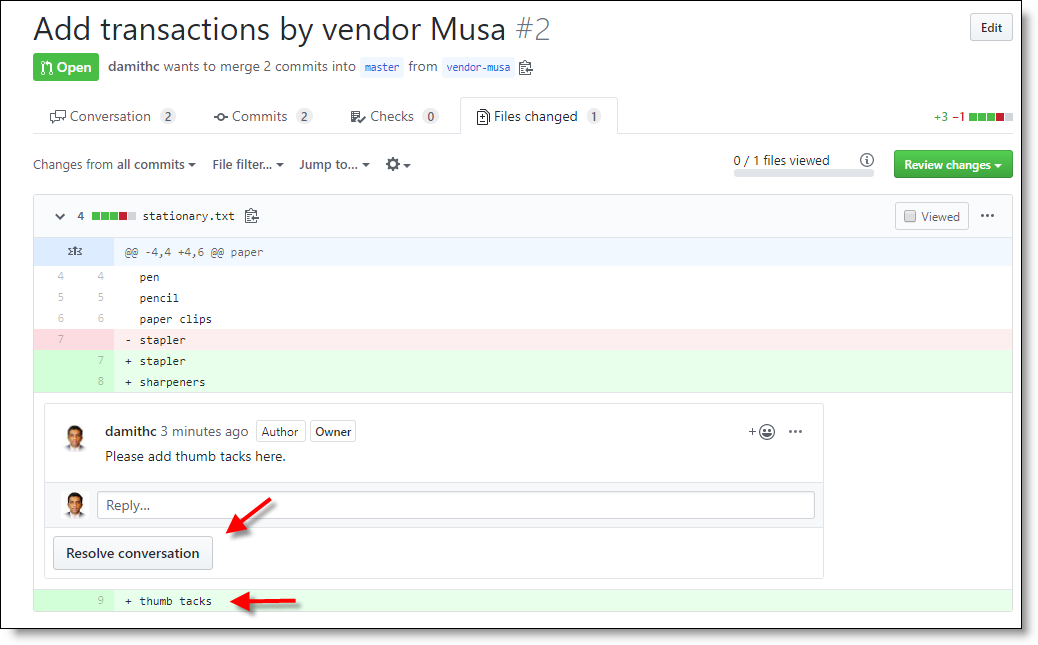 Add transactions by vendor Musa #2
Edit
Open damithc wants to merge 2 commits into master from vendor-musa
Conversation 2 Commits 2 Checks 0 Files changed 1 +3 −1
Changes from all commits File filter... Jump to... 0 / 1 files viewed Review changes
4 stationary.txt Viewed
@@ -4,4 +4,6 @@ paper
4 4 pen
5 5 pencil
6 6 paper clips
7 - stapler
7 + stapler
8 + sharpeners
damithc 3 minutes ago Author Owner
Please add thumb tacks here.
Reply...
Resolve conversation
9 + thumb tacks